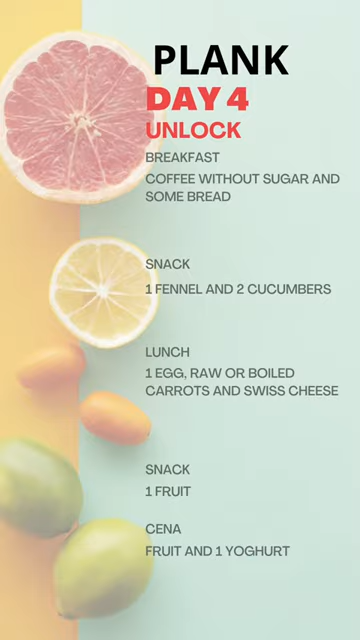 PLANK
DAY 4
UNLOCK
BREAKFAST
COFFEE WITHOUT SUGAR AND
SOME BREAD
SNACK
1 FENNEL AND 2 CUCUMBERS
LUNCH
1 EGG, RAW OR BOILED
CARROTS AND SWISS CHEESE
SNACK
1 FRUIT
CENA
FRUIT AND 1 YOGHURT